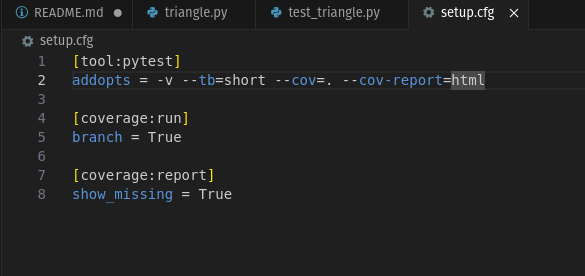 README.md
triangle.py
test_triangle.py
setup.cfg
setup.cfg
1 [tool:pytest]
2 addopts = -v --tb=short --cov=. --cov-report=html
3
4 [coverage:run]
5 branch = True
6
7 [coverage:report]
8 show_missing = True